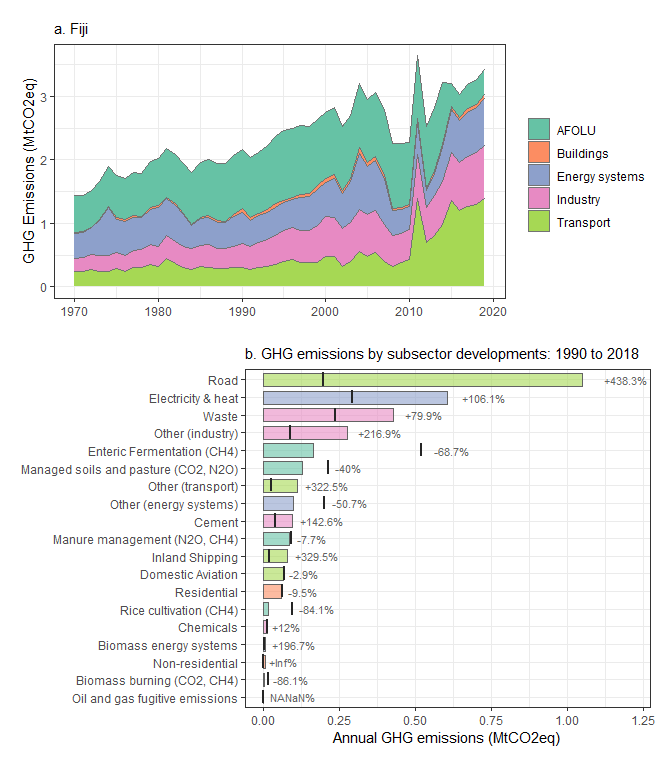 a. Fiji
GHG Emissions (MtCO2eq)
3
2
1
0
1970 1980 1990 2000 2010 2020
AFOLU
Buildings
Energy systems
Industry
Transport
b. GHG emissions by subsector developments: 1990 to 2018
Road +438.3%
Electricity & heat +106.1%
Waste +79.9%
Other (industry) +216.9%
Enteric Fermentation (CH4) -68.7%
Managed soils and pasture (CO2, N2O) -40%
Other (transport) +322.5%
Other (energy systems) -50.7%
Cement +142.6%
Manure management (N2O, CH4) -7.7%
Inland Shipping +329.5%
Domestic Aviation -2.9%
Residential -9.5%
Rice cultivation (CH4) -84.1%
Chemicals +12%
Biomass energy systems +196.7%
Non-residential +Inf%
Biomass burning (CO2, CH4) -86.1%
Oil and gas fugitive emissions NANaN%
0.00 0.25 0.50 0.75 1.00 1.25
Annual GHG emissions (MtCO2eq)